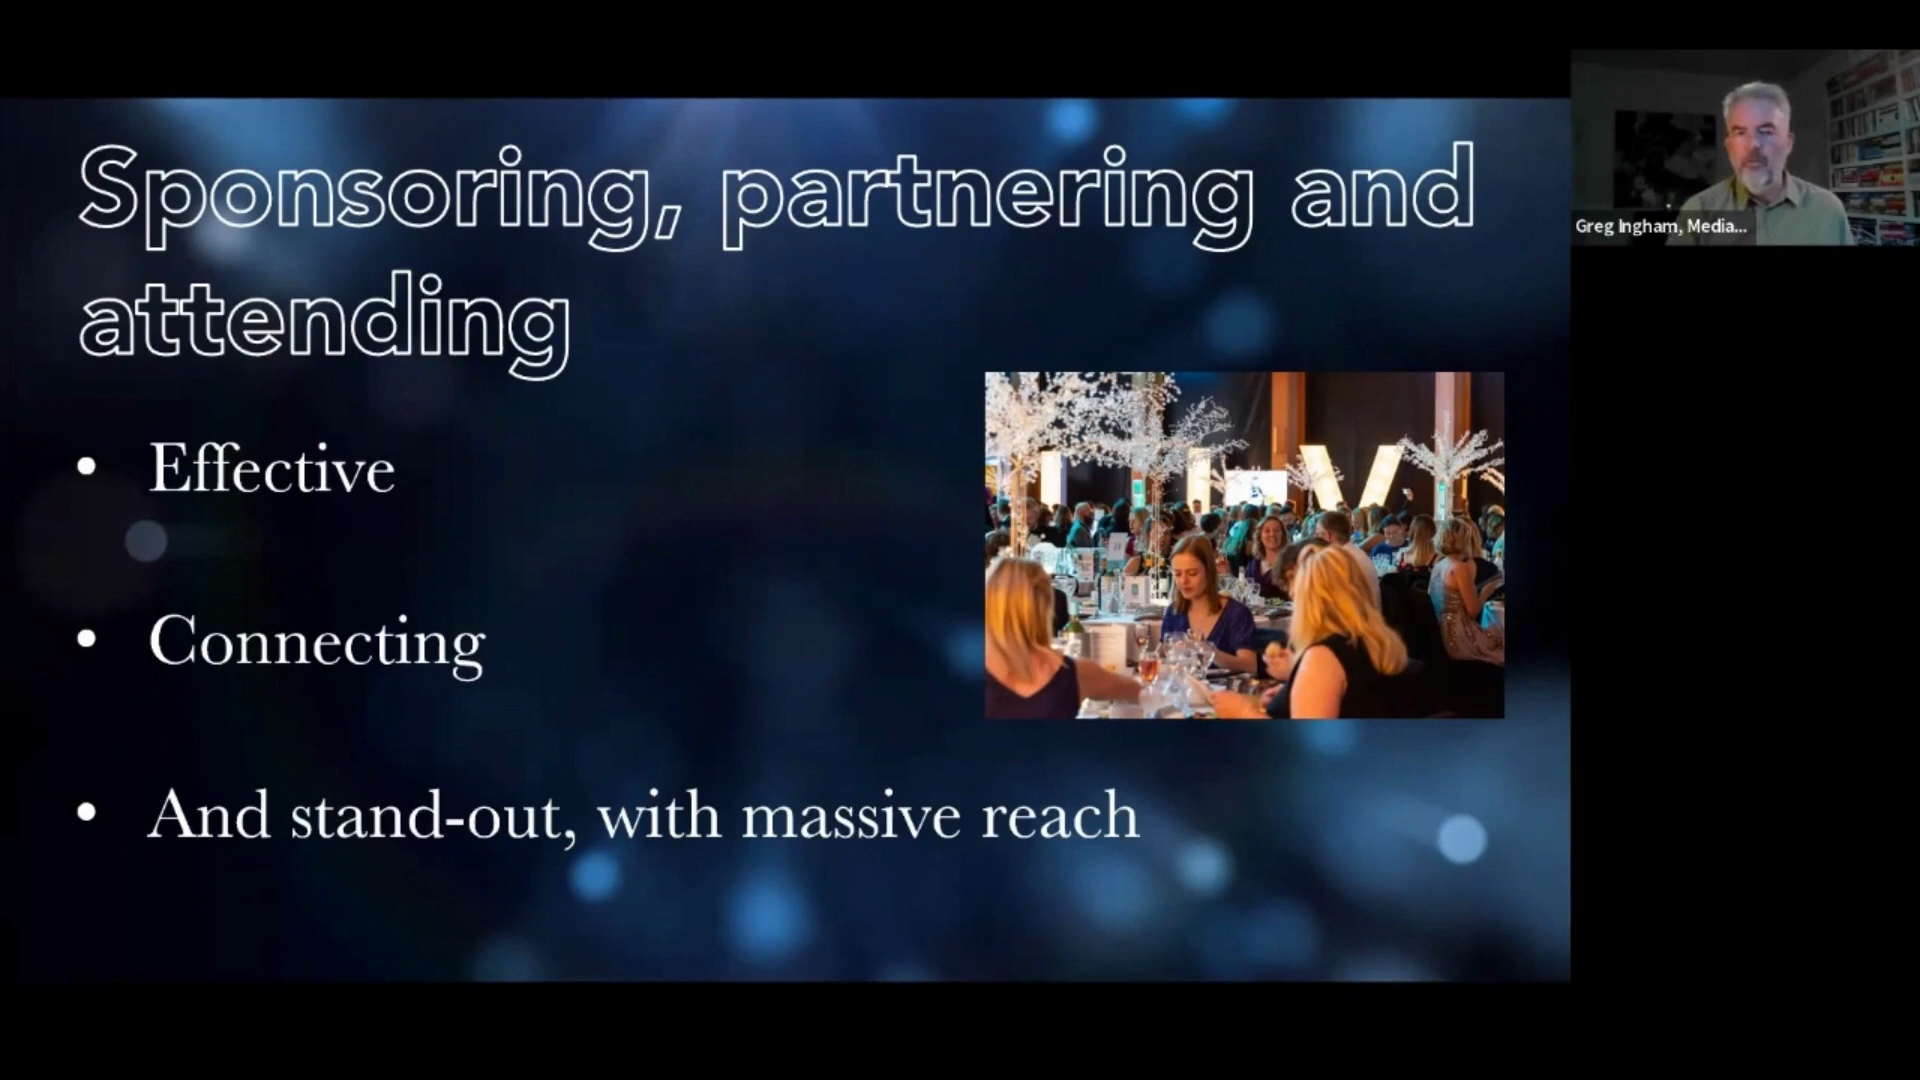 Sponsoring, partnering and
attending
• Effective
• Connecting
• And stand-out, with massive reach
Greg Ingham, Media...